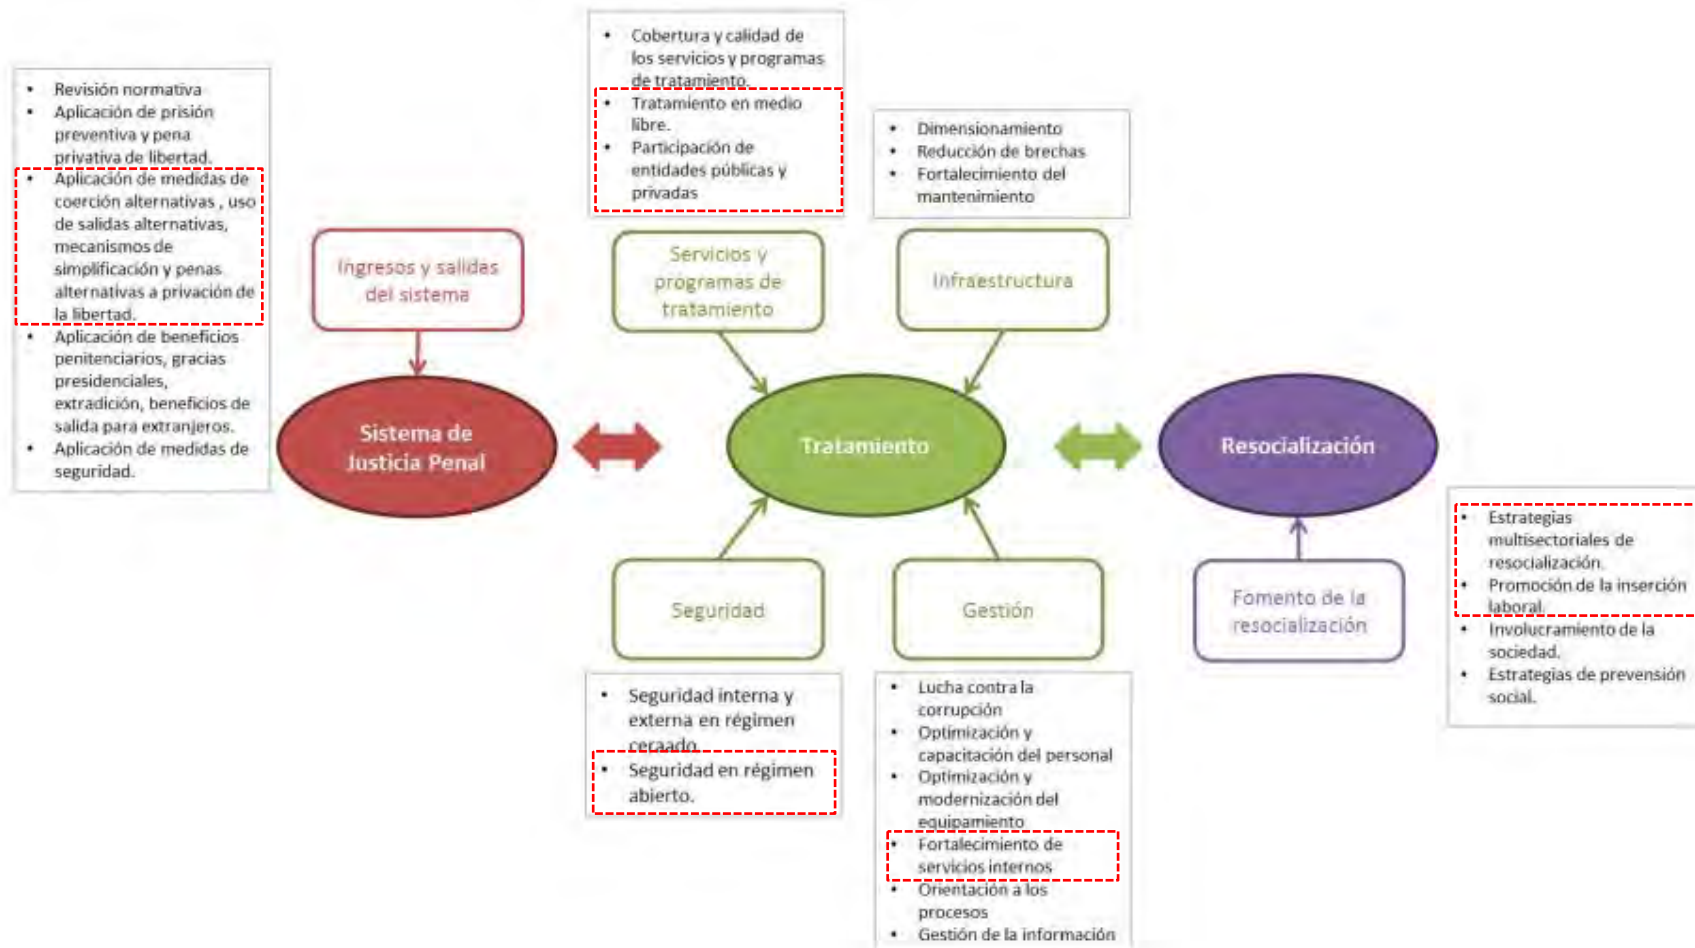 • Revisión normativa
• Aplicación de prisión
preventiva y pena
privativa de libertad.
• Aplicación de medidas de
coerción alternativas , uso
de salidas alternativas,
mecanismos de
simplificación y penas
alternativas a privación de
la libertad.
• Aplicación de beneficios
penitenciarios, gracias
presidenciales,
extradición, beneficios de
salida para extranjeros.
• Aplicación de medidas de
seguridad.
Ingresos y salidas
del sistema
Sistema de
Justicia Penal
• Cobertura y calidad de
los servicios y programas
de tratamiento.
• Tratamiento en medio
libre.
• Participación de
entidades públicas y
privadas
Servicios y
programas de
tratamiento
• Dimensionamiento
• Reducción de brechas
• Fortalecimiento del
mantenimiento
Infraestructura
Tratamiento
Seguridad
• Seguridad interna y
externa en régimen
ceraado.
• Seguridad en régimen
abierto.
Gestión
• Lucha contra la
corrupción
• Optimización y
capacitación del personal
• Optimización y
modernización del
equipamiento
• Fortalecimiento de
servicios internos
• Orientación a los
procesos
• Gestión de la información
Resocialización
Fomento de la
resocialización
• Estrategias
multisectoriales de
resocialización.
• Promoción de la inserción
laboral.
• Involucramiento de la
sociedad.
• Estrategias de prevención
social.